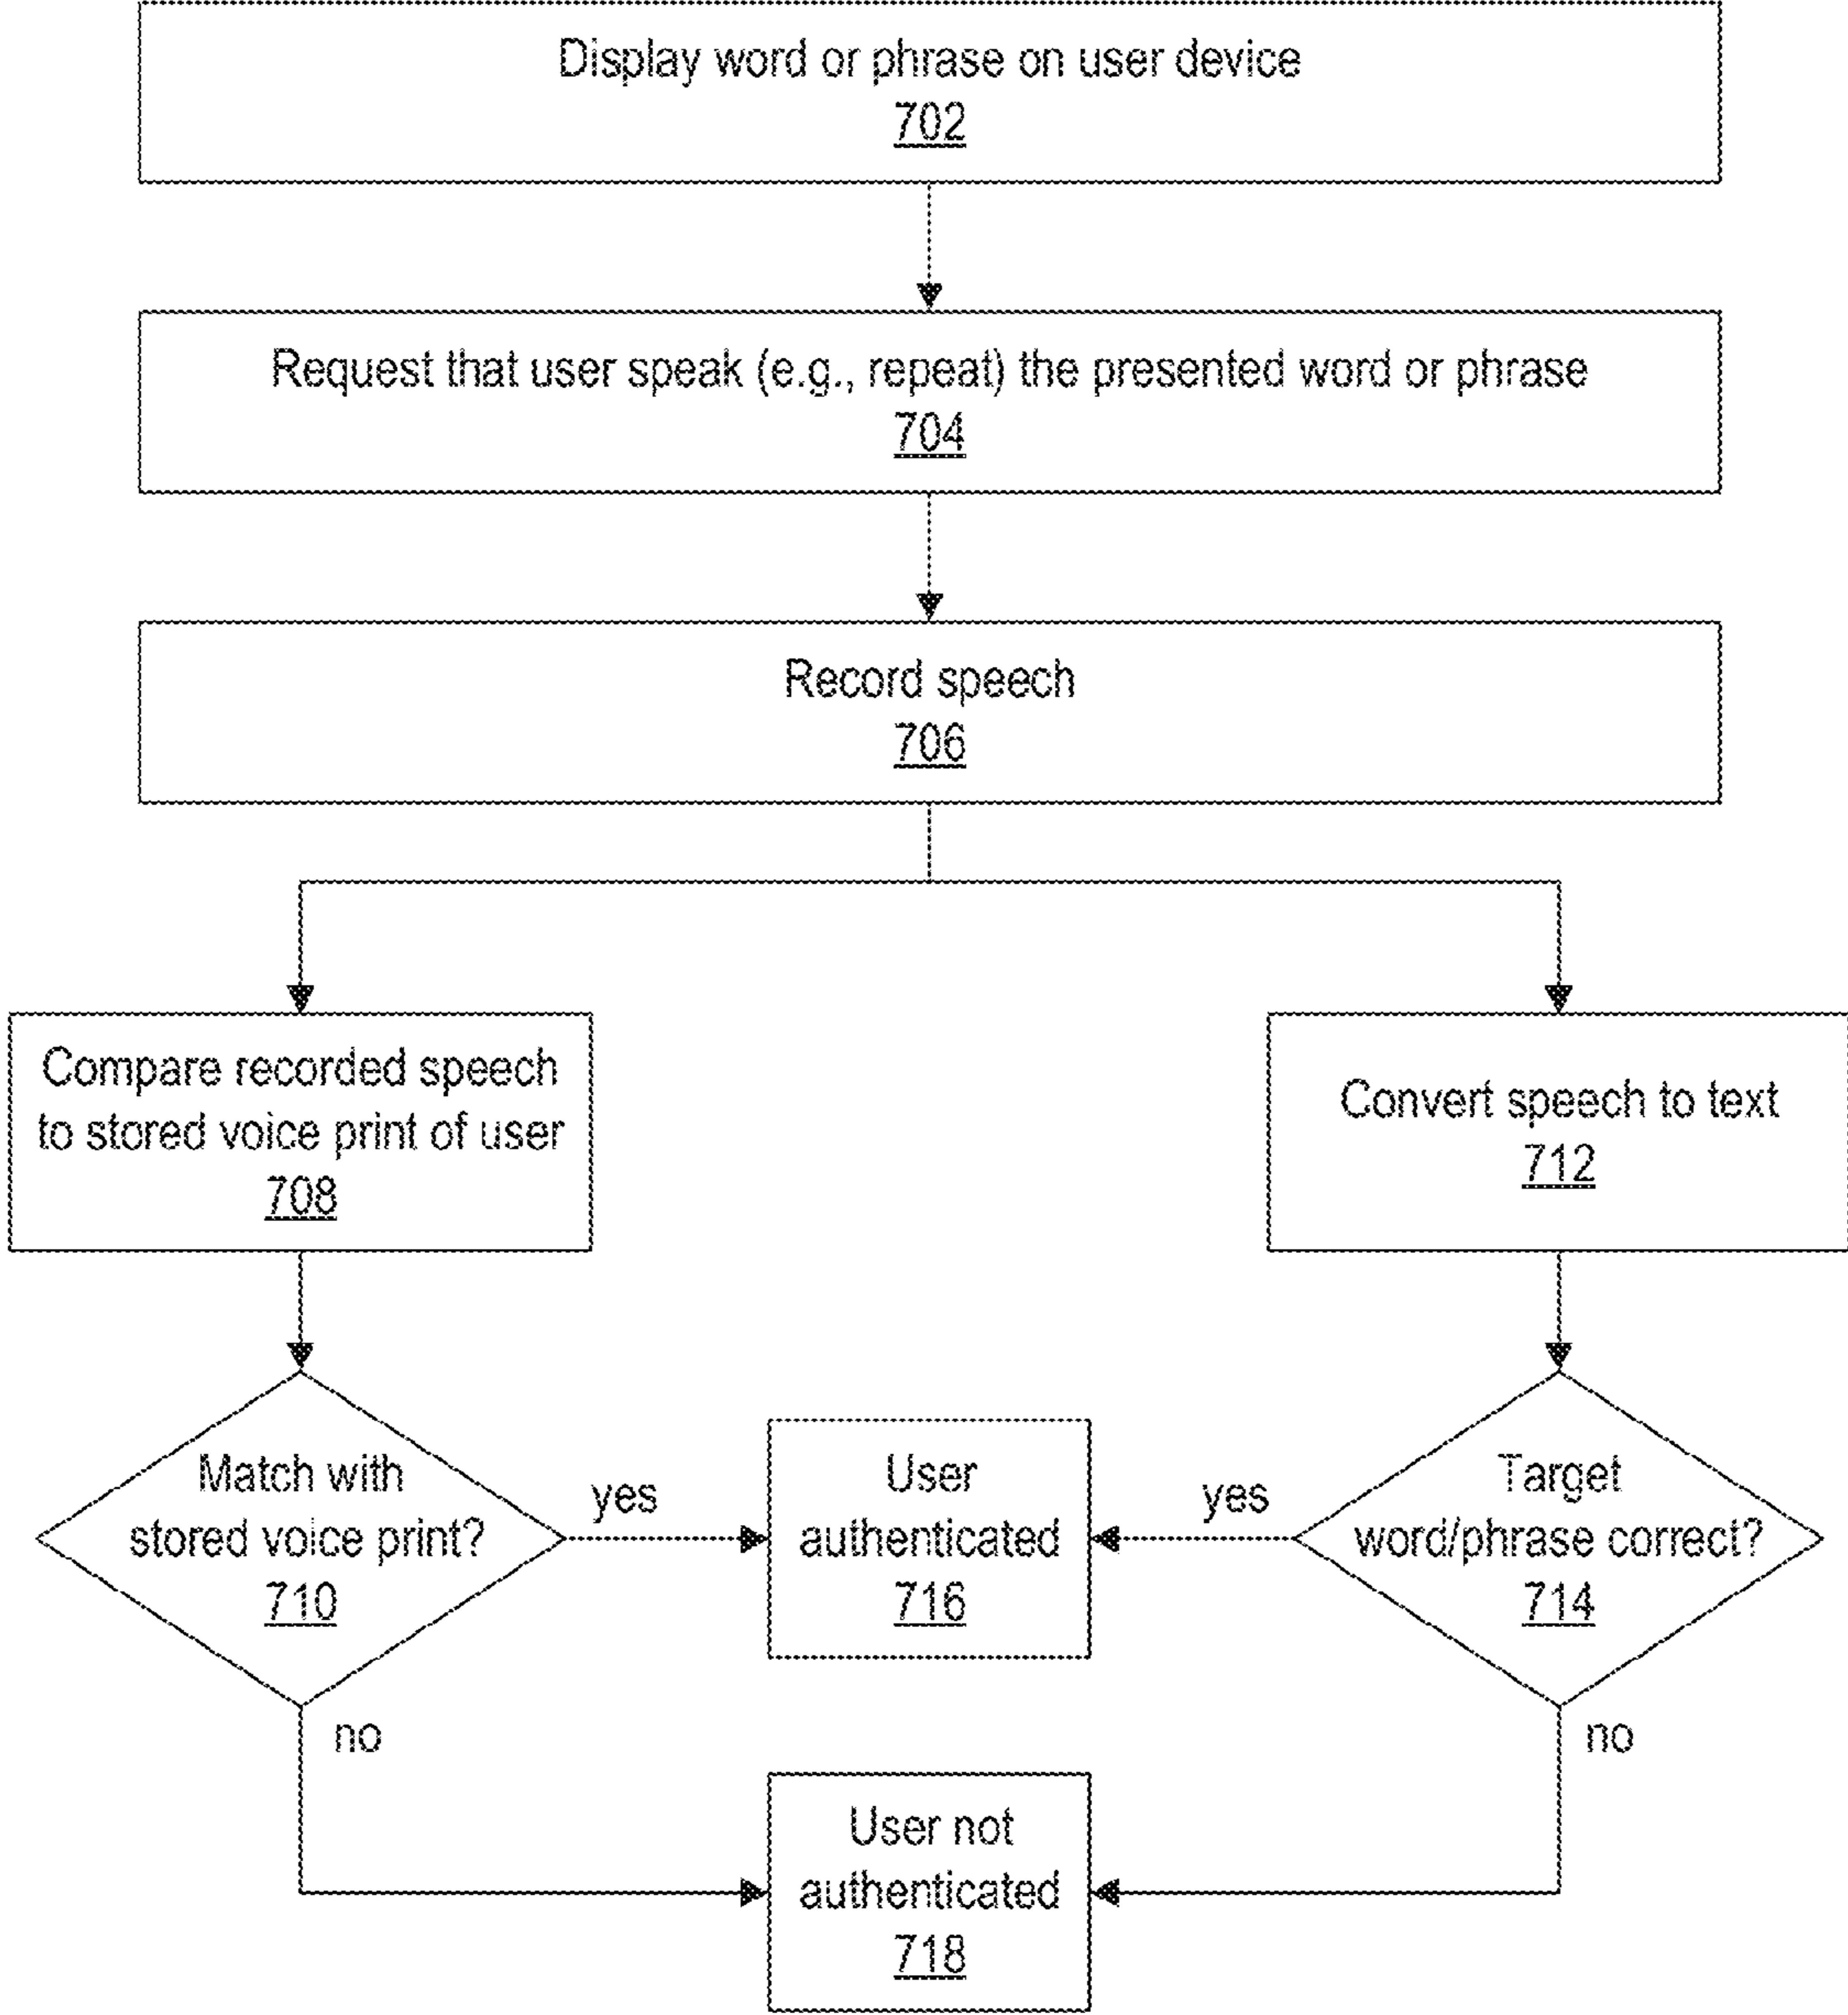 Display word or phrase on user device
702
Request that user speak (e.g., repeat) the presented word or phrase
704
Record speech
706
Compare recorded speech
to stored voice print of user
708
Convert speech to text
712
Match with
stored voice print?
710
yes
User
authenticated
716
yes
Target
word/phrase correct?
714
no
User not
authenticated
718
no